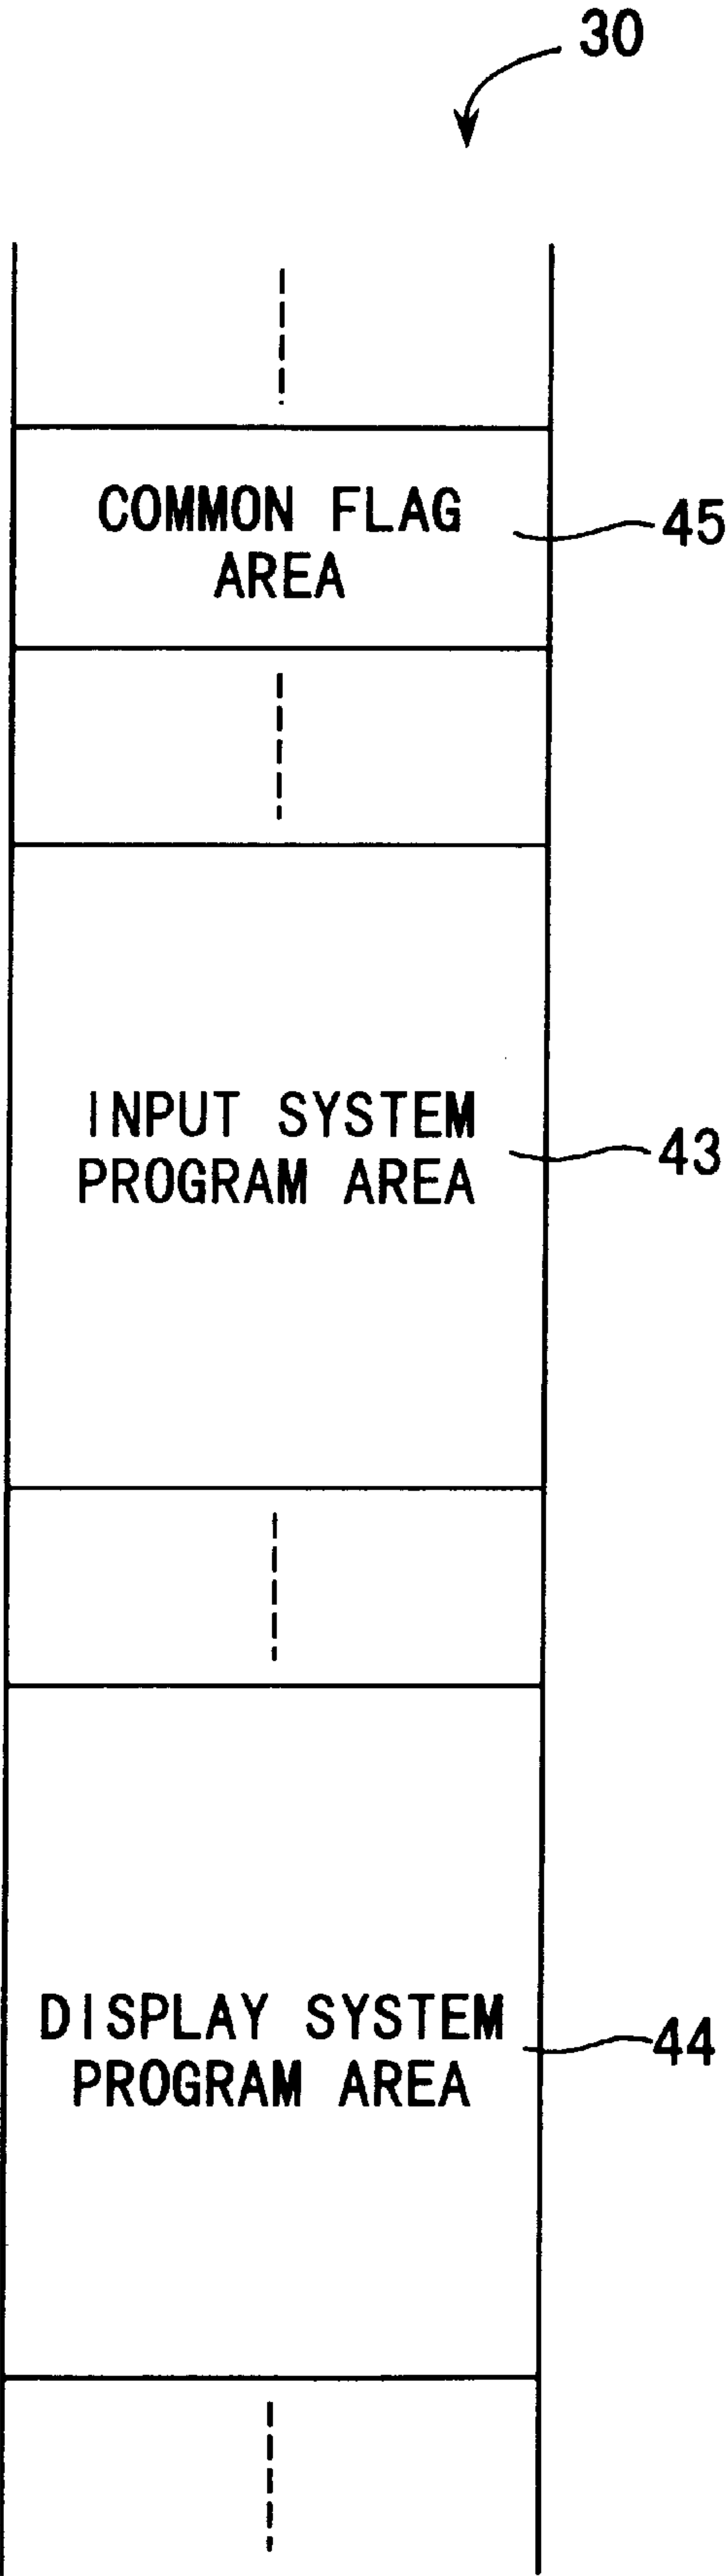 30
COMMON FLAG
AREA
45
INPUT SYSTEM
PROGRAM AREA
43
DISPLAY SYSTEM
PROGRAM AREA
44